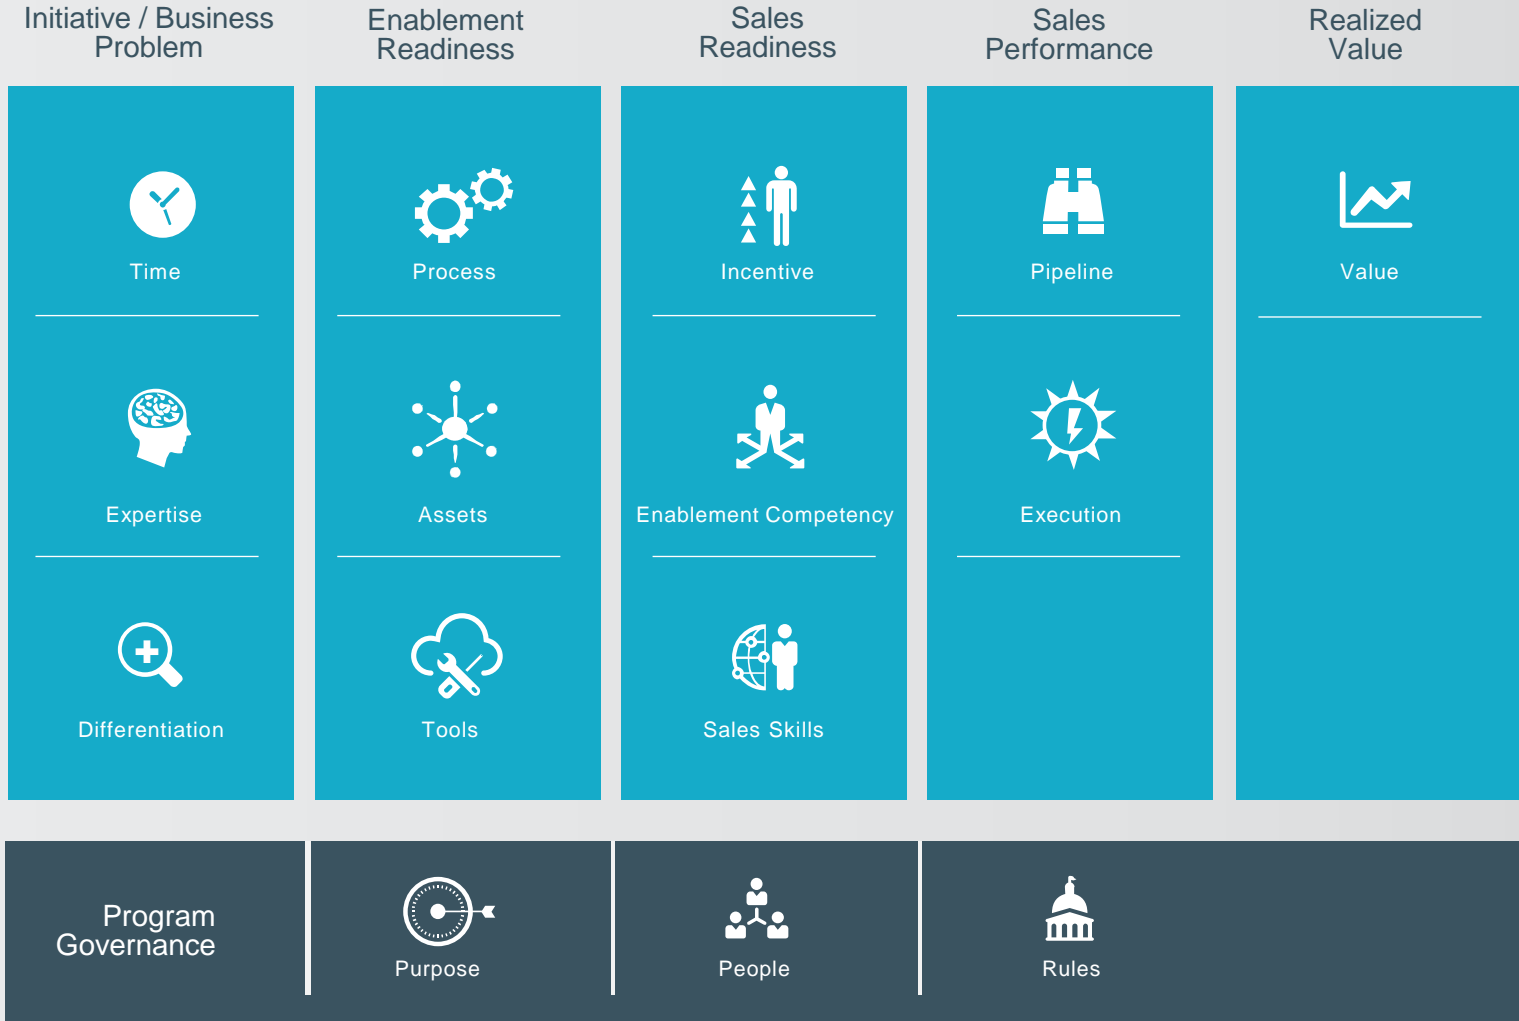 Initiative / Business
Problem
Enablement
Readiness
Sales
Readiness
Sales
Performance
Realized
Value
Time
Process
Incentive
Pipeline
Value
Expertise
Assets
Enablement Competency
Execution
Differentiation
Tools
Sales Skills
Program
Governance
Purpose
People
Rules